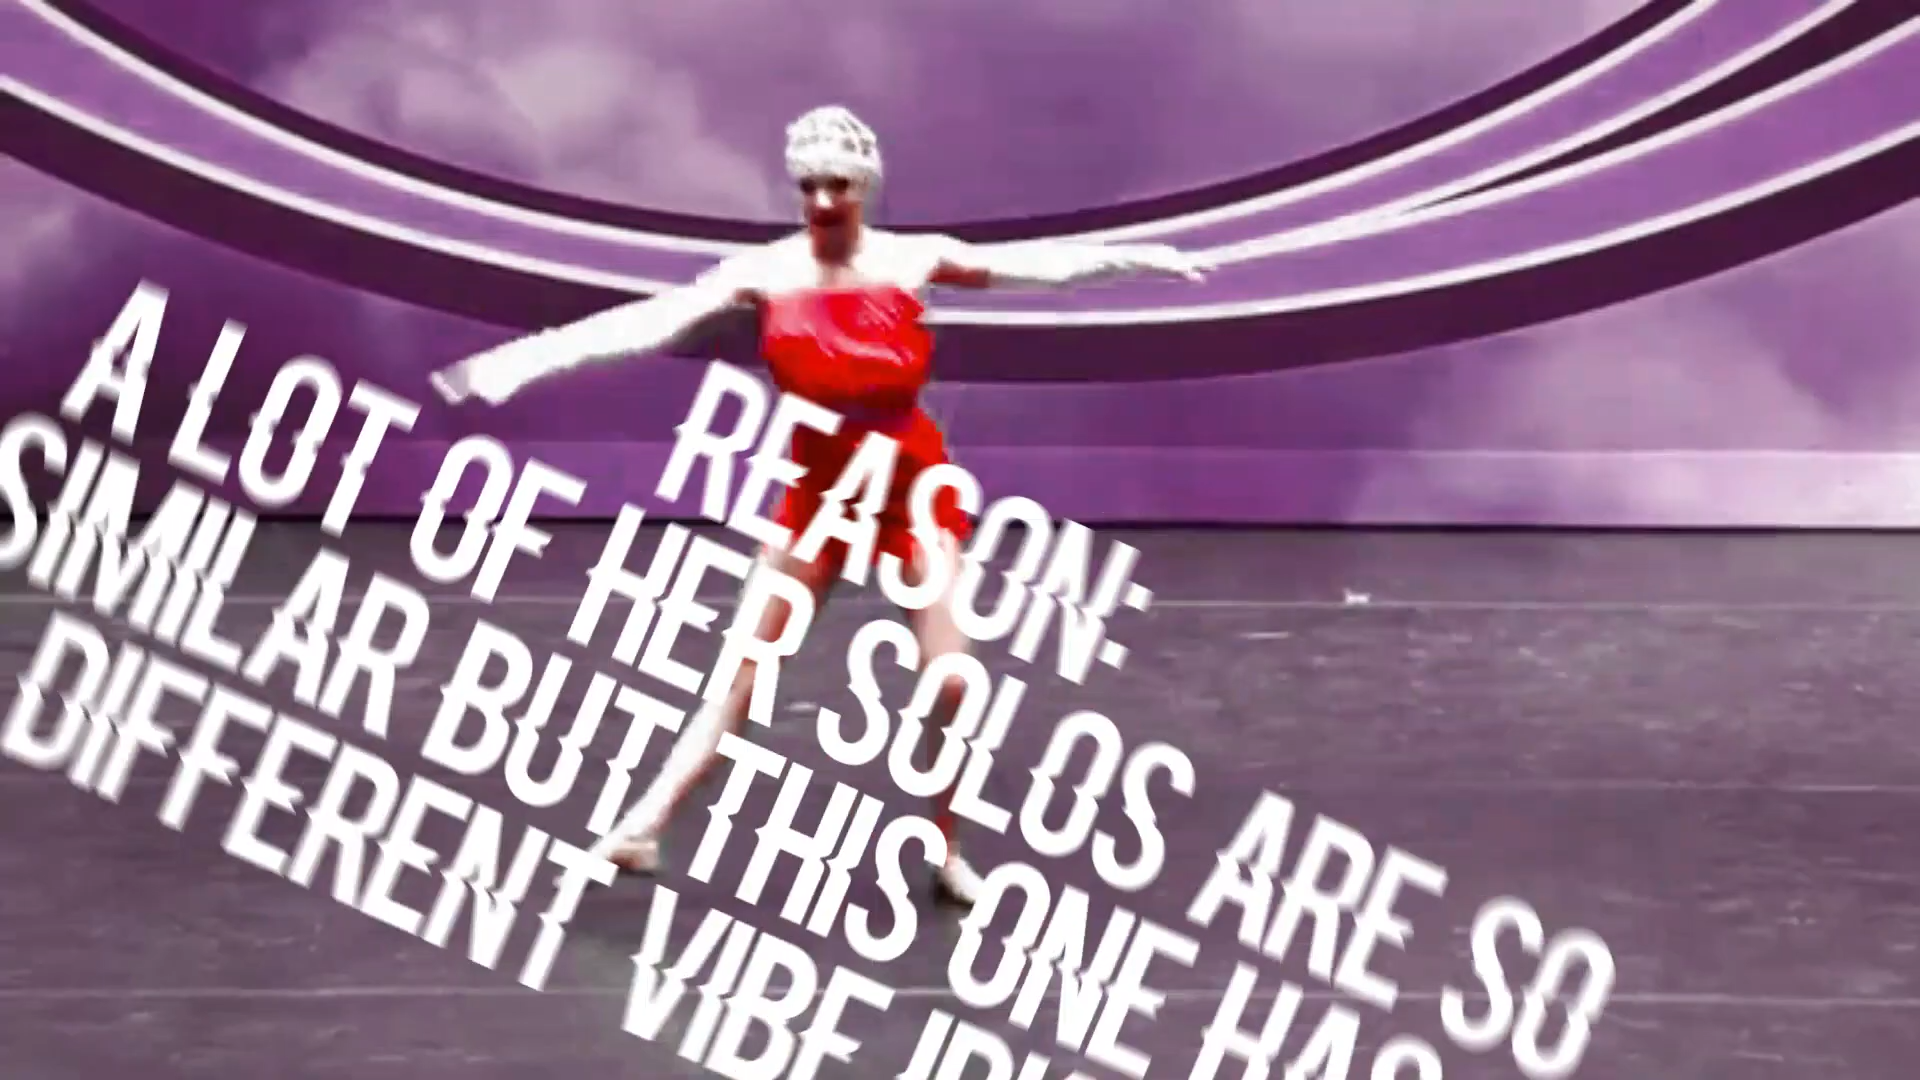 REASON:
A LOT OF HER SOLOS ARE SO
SIMILAR BUT THIS ONE HAS
DIFFERENT VIBE